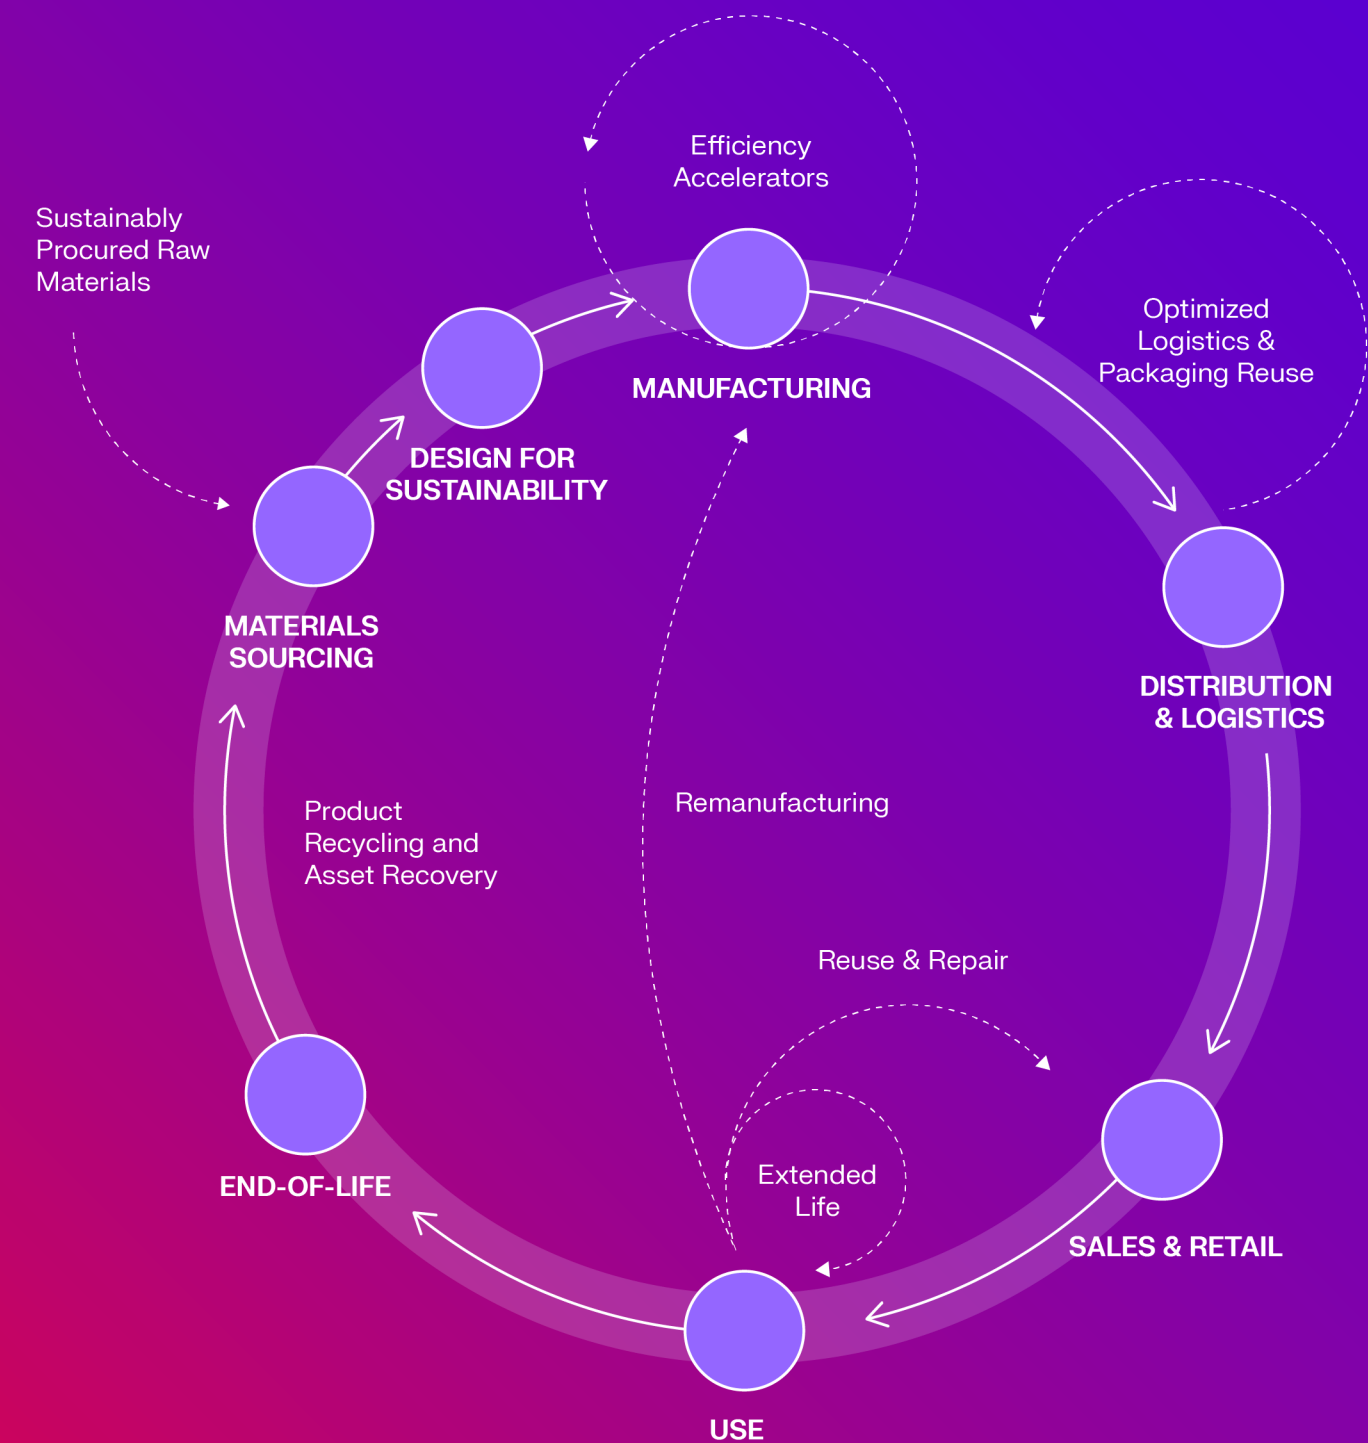 Efficiency
Accelerators
Sustainably
Procured Raw
Materials
Optimized
Logistics &
Packaging Reuse
MANUFACTURING
DESIGN FOR
SUSTAINABILITY
MATERIALS
SOURCING
DISTRIBUTION
& LOGISTICS
Remanufacturing
Product
Recycling and
Asset Recovery
Reuse & Repair
Extended
Life
END-OF-LIFE
SALES & RETAIL
USE